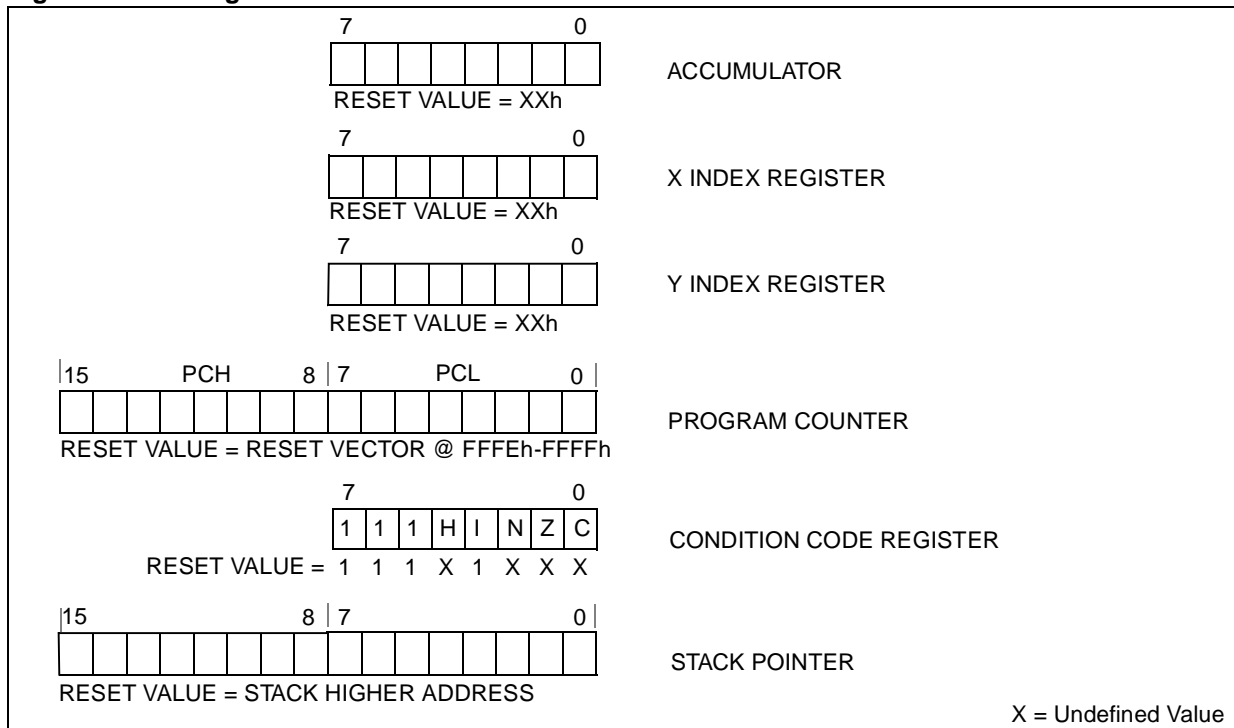 7 0
ACCUMULATOR
RESET VALUE = XXh
7 0
X INDEX REGISTER
RESET VALUE = XXh
7 0
Y INDEX REGISTER
RESET VALUE = XXh
15 PCH 8 7 PCL 0
PROGRAM COUNTER
RESET VALUE = RESET VECTOR @ FFFEh-FFFFh
7 0
1 1 1 H I N Z C
CONDITION CODE REGISTER
RESET VALUE = 1 1 1 X 1 X X X
15 8 7 0
STACK POINTER
RESET VALUE = STACK HIGHER ADDRESS
X = Undefined Value